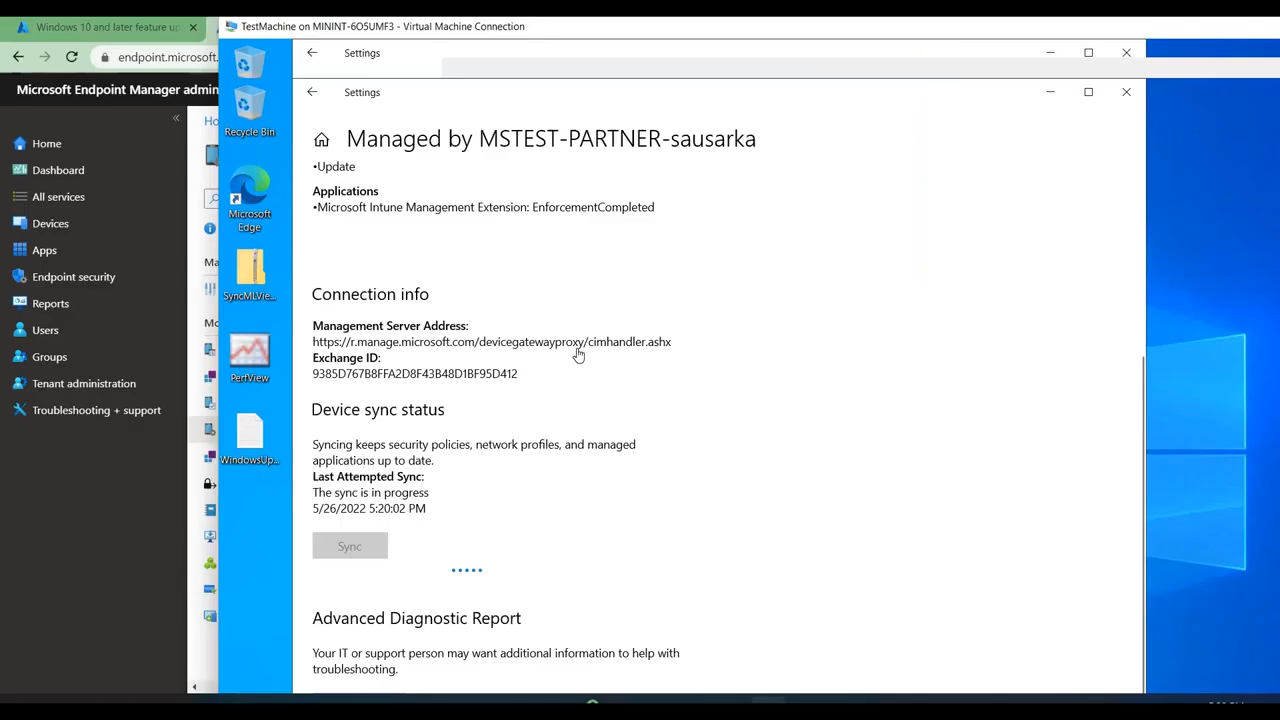 Windows 10 and later feature up
TestMachine on MININT-6O5UMF3 - Virtual Machine Connection
endpoint.microsoft.
Microsoft Endpoint Manager admin
Home
Dashboard
All services
Devices
Apps
Endpoint security
Reports
Users
Groups
Tenant administration
Troubleshooting + support
Ho
Ma
Mo
Recycle Bin
Microsoft
Edge
SyncMLVie...
PerfView
WindowsUp...
Settings
Settings
Managed by MSTEST-PARTNER-sausarka
•Update
Applications
•Microsoft Intune Management Extension: EnforcementCompleted
Connection info
Management Server Address:
https://r.manage.microsoft.com/devicegatewayproxy/cimhandler.ashx
Exchange ID:
9385D767B8FFA2D8F43B48D1BF95D412
Device sync status
Syncing keeps security policies, network profiles, and managed
applications up to date.
Last Attempted Sync:
The sync is in progress
5/26/2022 5:20:02 PM
Sync
Advanced Diagnostic Report
Your IT or support person may want additional information to help with
troubleshooting.